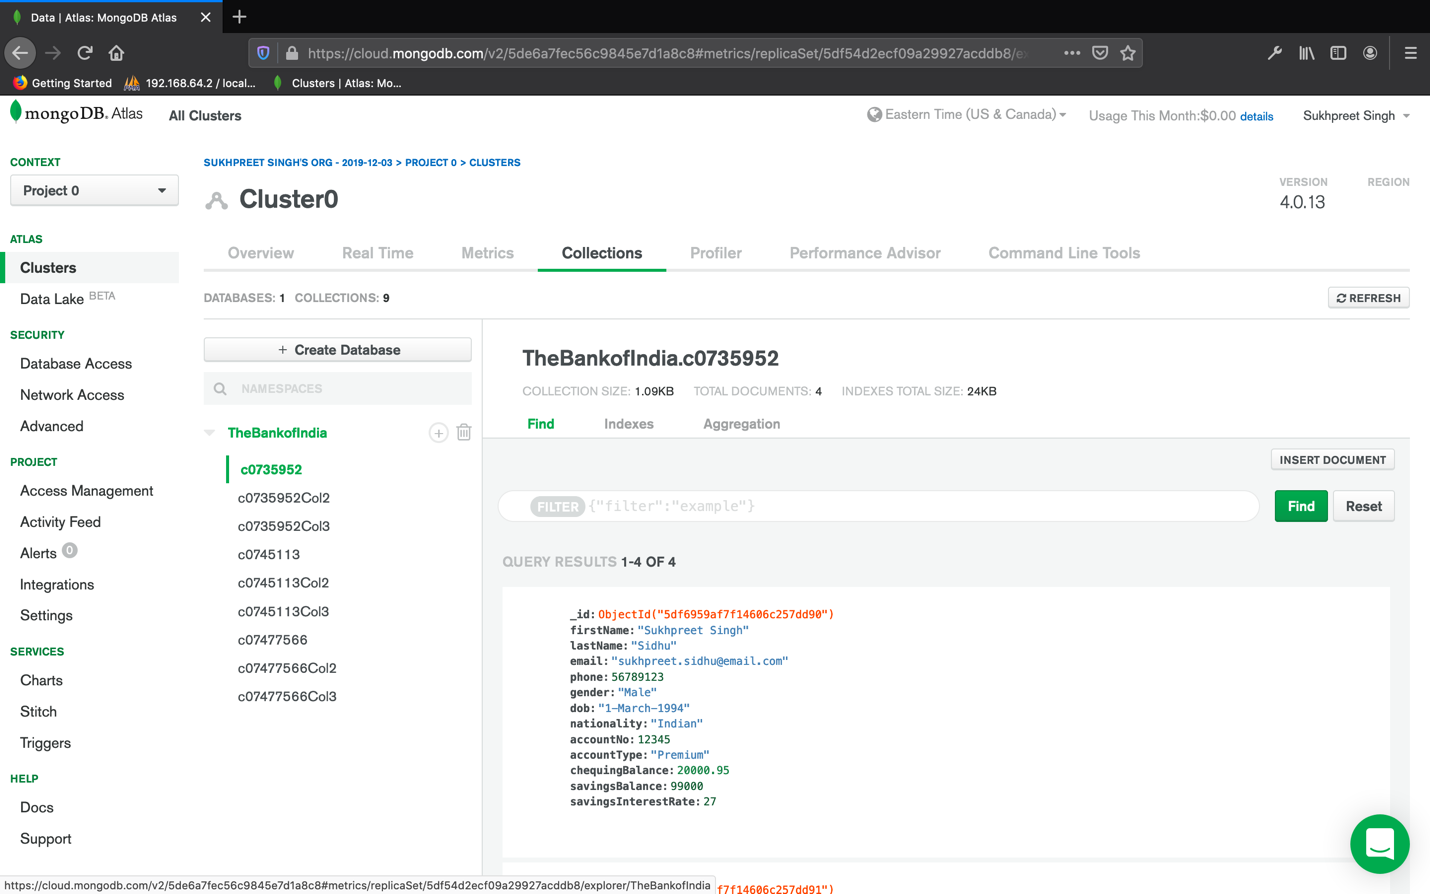 Data | Atlas: MongoDB Atlas
https://cloud.mongodb.com/v2/5de6a7fec56c9845e7d1a8c8#metrics/replicaSet/5df54d2ecf09a29927acddb8/ex
Getting Started
192.168.64.2 / local...
Clusters | Atlas: Mo...
mongoDB. Atlas
All Clusters
Eastern Time (US & Canada)
Usage This Month:$0.00 details
Sukhpreet Singh
CONTEXT
Project 0
ATLAS
Clusters
Data Lake BETA
SECURITY
Database Access
Network Access
Advanced
PROJECT
Access Management
Activity Feed
Alerts 0
Integrations
Settings
SERVICES
Charts
Stitch
Triggers
HELP
Docs
Support
SUKHPREET SINGH'S ORG - 2019-12-03 > PROJECT 0 > CLUSTERS
Cluster0
VERSION
4.0.13
REGION
Overview
Real Time
Metrics
Collections
Profiler
Performance Advisor
Command Line Tools
DATABASES: 1 COLLECTIONS: 9
REFRESH
+ Create Database
NAMESPACES
TheBankofIndia
c0735952
c0735952Col2
c0735952Col3
c0745113
c0745113Col2
c0745113Col3
c07477566
c07477566Col2
c07477566Col3
TheBankofIndia.c0735952
COLLECTION SIZE: 1.09KB TOTAL DOCUMENTS: 4 INDEXES TOTAL SIZE: 24KB
Find
Indexes
Aggregation
INSERT DOCUMENT
FILTER {"filter":"example"}
Find
Reset
QUERY RESULTS 1-4 OF 4
_id: ObjectId("5df6959af7f14606c257dd90")
firstName: "Sukhpreet Singh"
lastName: "Sidhu"
email: "sukhpreet.sidhu@email.com"
phone: 56789123
gender: "Male"
dob: "1-March-1994"
nationality: "Indian"
accountNo: 12345
accountType: "Premium"
chequingBalance: 20000.95
savingsBalance: 99000
savingsInterestRate: 27
https://cloud.mongodb.com/v2/5de6a7fec56c9845e7d1a8c8#metrics/replicaSet/5df54d2ecf09a29927acddb8/explorer/TheBankofIndia
f7f14606c257dd91")